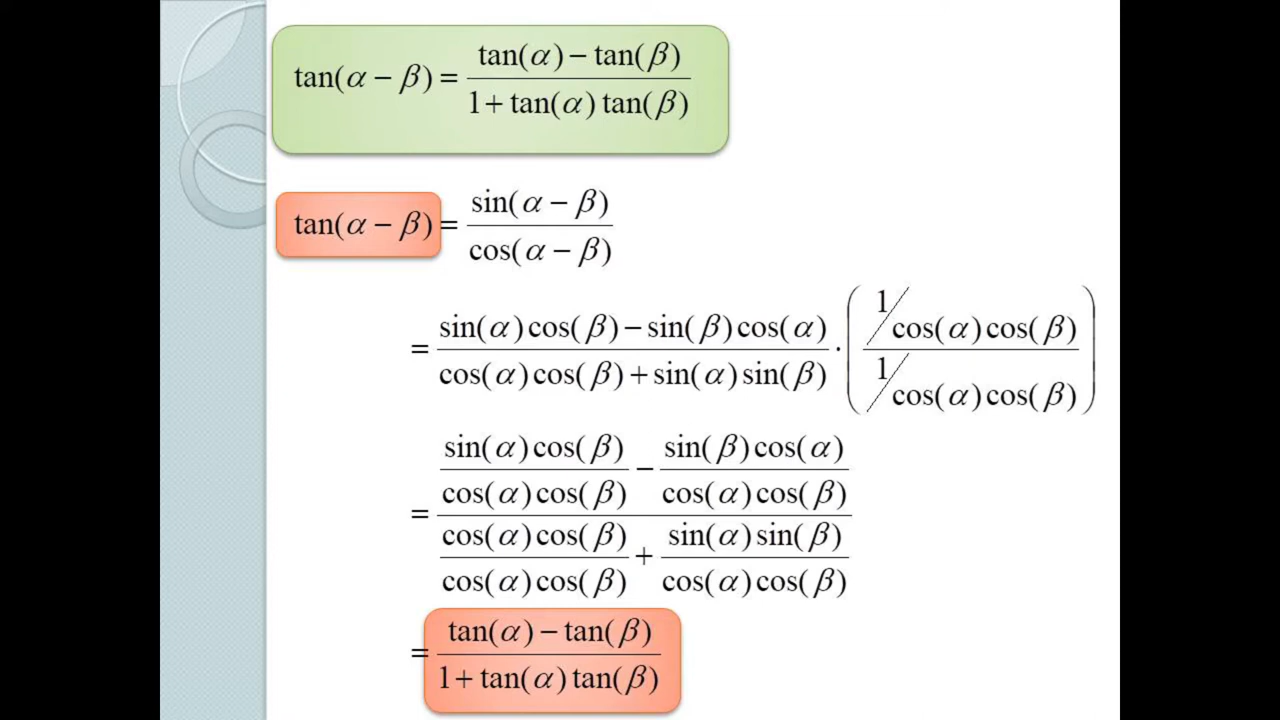 tan(α − β) = (tan(α) − tan(β)) / (1 + tan(α) tan(β))
tan(α − β) = sin(α − β) / cos(α − β)
= (sin(α)cos(β) − sin(β)cos(α)) / (cos(α)cos(β) + sin(α)sin(β)) · ((1/cos(α)cos(β)) / (1/cos(α)cos(β)))
= (sin(α)cos(β) / cos(α)cos(β) − sin(β)cos(α) / cos(α)cos(β)) / (cos(α)cos(β) / cos(α)cos(β) + sin(α)sin(β) / cos(α)cos(β))
= (tan(α) − tan(β)) / (1 + tan(α) tan(β))